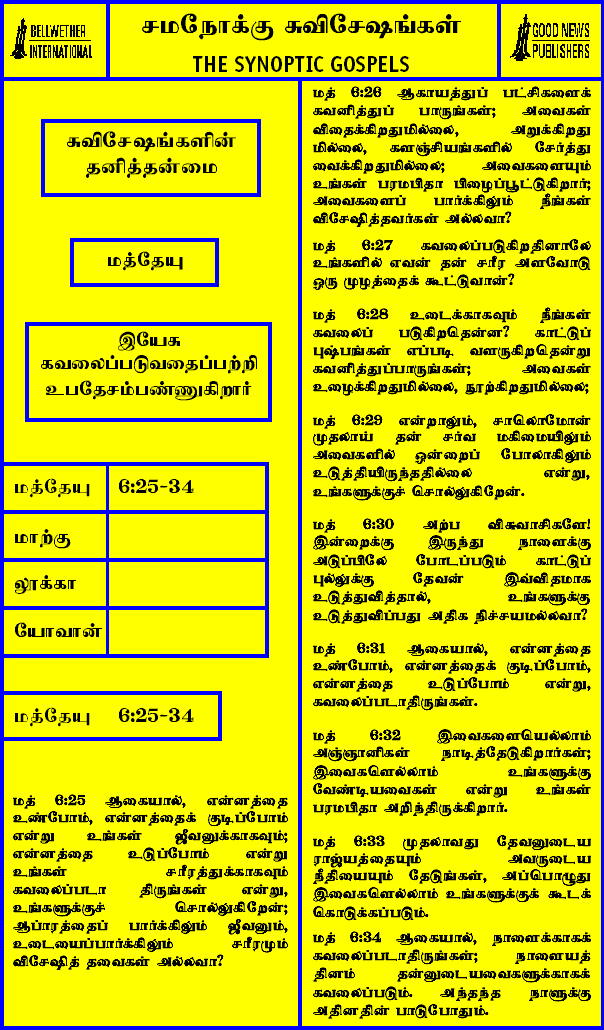 BELLWETHER
INTERNATIONAL
சமநோக்கு சுவிசேஷங்கள்
THE SYNOPTIC GOSPELS
GOOD NEWS
PUBLISHERS
சுவிசேஷங்களின்
தனித்தன்மை
மத்தேயு
இயேசு
கவலைப்படுவதைப்பற்றி
உபதேசம்பண்ணுகிறார்
மத்தேயு 6:25-34
மாற்கு
லூக்கா
யோவான்
மத்தேயு 6:25-34
மத் 6:25 ஆகையால், என்னத்தை
உண்போம், என்னத்தைக் குடிப்போம்
என்று உங்கள் ஜீவனுக்காகவும்;
என்னத்தை உடுப்போம் என்று
உங்கள் சரீரத்துக்காகவும்
கவலைப்படா திருங்கள் என்று,
உங்களுக்குச் சொல்லுகிறேன்;
ஆப்ாரத்தைப் பார்க்கிலும் ஜீவனும்,
உடையைப்பார்க்கிலும் சரீரமும்
விசேஷித் தவைகள் அல்லவா?
மத் 6:26 ஆகாயத்துப் பட்சிகளைக்
கவனித்துப் பாருங்கள்; அவைகள்
விதைக்கிறதுமில்லை, அறுக்கிறது
மில்லை, களஞ்சியங்களில் சேர்த்து
வைக்கிறதுமில்லை; அவைகளையும்
உங்கள் பரமபிதா பிழைப்பூட்டுகிறார்;
அவைகளைப் பார்க்கிலும் நீங்கள்
விசேஷித்தவர்கள் அல்லவா?
மத் 6:27 கவலைப்படுகிறதினாலே
உங்களில் எவன் தன் சரீர அளவோடு
ஒரு முழத்தைக் கூட்டுவான்?
மத் 6:28 உடைக்காகவும் நீங்கள்
கவலைப் படுகிறதென்ன? காட்டுப்
புஷ்பங்கள் எப்படி வளருகிறதென்று
கவனித்துப்பாருங்கள்; அவைகள்
உழைக்கிறதுமில்லை, நூற்கிறதுமில்லை;
மத் 6:29 என்றாலும், சாலொமோன்
முதலாய் தன் சர்வ மகிமையிலும்
அவைகளில் ஒன்றைப் போலாகிலும்
உடுத்தியிருந்ததில்லை என்று,
உங்களுக்குச் சொல்லுகிறேன்.
மத் 6:30 அற்ப விசுவாசிகளே!
இன்றைக்கு இருந்து நாளைக்கு
அடுப்பிலே போடப்படும் காட்டுப்
புல்லுக்கு தேவன் இவ்விதமாக
உடுத்துவித்தால், உங்களுக்கு
உடுத்துவிப்பது அதிக நிச்சயமல்லவா?
மத் 6:31 ஆகையால், என்னத்தை
உண்போம், என்னத்தைக் குடிப்போம்,
என்னத்தை உடுப்போம் என்று,
கவலைப்படாதிருங்கள்.
மத் 6:32 இவைகளையெல்லாம்
அஞ்ஞானிகள் நாடித்தேடுகிறார்கள்;
இவைகளெல்லாம் உங்களுக்கு
வேண்டியவைகள் என்று உங்கள்
பரமபிதா அறிந்திருக்கிறார்.
மத் 6:33 முதலாவது தேவனுடைய
ராஜ்யத்தையும் அவருடைய
நீதியையும் தேடுங்கள், அப்பொழுது
இவைகளெல்லாம் உங்களுக்குக் கூடக்
கொடுக்கப்படும்.
மத் 6:34 ஆகையால், நாளைக்காகக்
கவலைப்படாதிருங்கள்; நாளையத்
தினம் தன்னுடையவைகளுக்காகக்
கவலைப்படும். அந்தந்த நாளுக்கு
அதினதின் பாடுபோதும்.